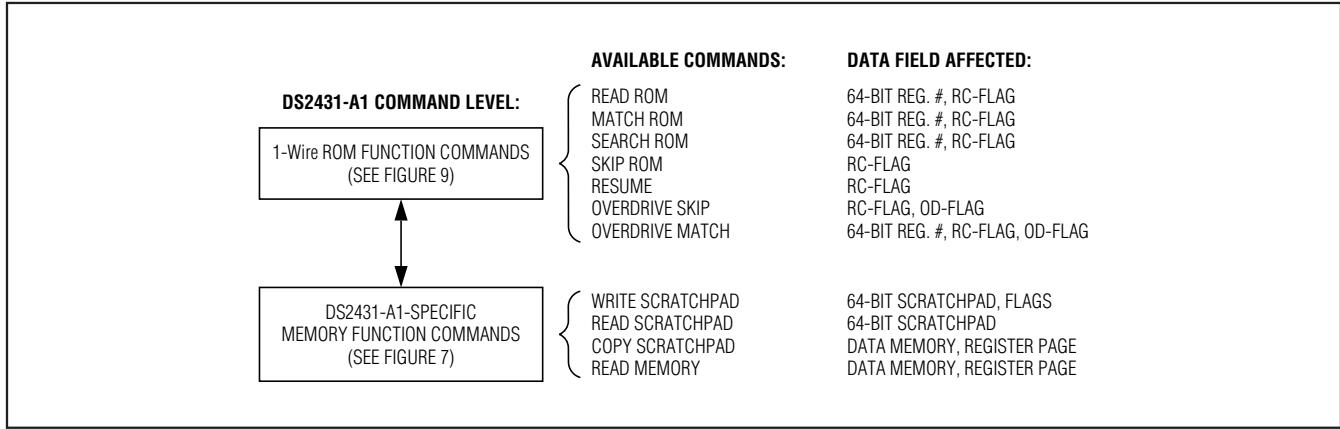 AVAILABLE COMMANDS: DATA FIELD AFFECTED:
DS2431-A1 COMMAND LEVEL:
1-Wire ROM FUNCTION COMMANDS
(SEE FIGURE 9)
READ ROM 64-BIT REG. #, RC-FLAG
MATCH ROM 64-BIT REG. #, RC-FLAG
SEARCH ROM 64-BIT REG. #, RC-FLAG
SKIP ROM RC-FLAG
RESUME RC-FLAG
OVERDRIVE SKIP RC-FLAG, OD-FLAG
OVERDRIVE MATCH 64-BIT REG. #, RC-FLAG, OD-FLAG
DS2431-A1-SPECIFIC
MEMORY FUNCTION COMMANDS
(SEE FIGURE 7)
WRITE SCRATCHPAD 64-BIT SCRATCHPAD, FLAGS
READ SCRATCHPAD 64-BIT SCRATCHPAD
COPY SCRATCHPAD DATA MEMORY, REGISTER PAGE
READ MEMORY DATA MEMORY, REGISTER PAGE